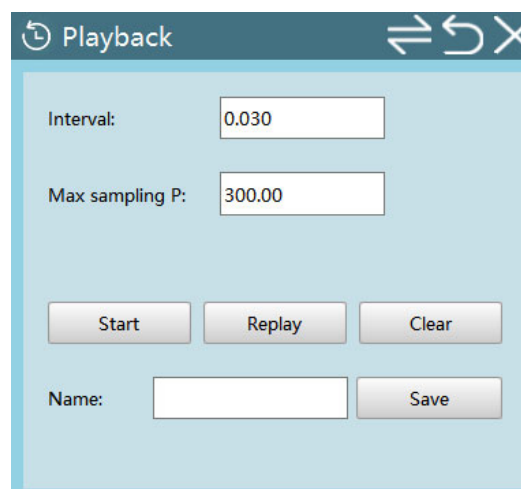 Playback
Interval: 0.030
Max sampling P: 300.00
Start Replay Clear
Name: Save